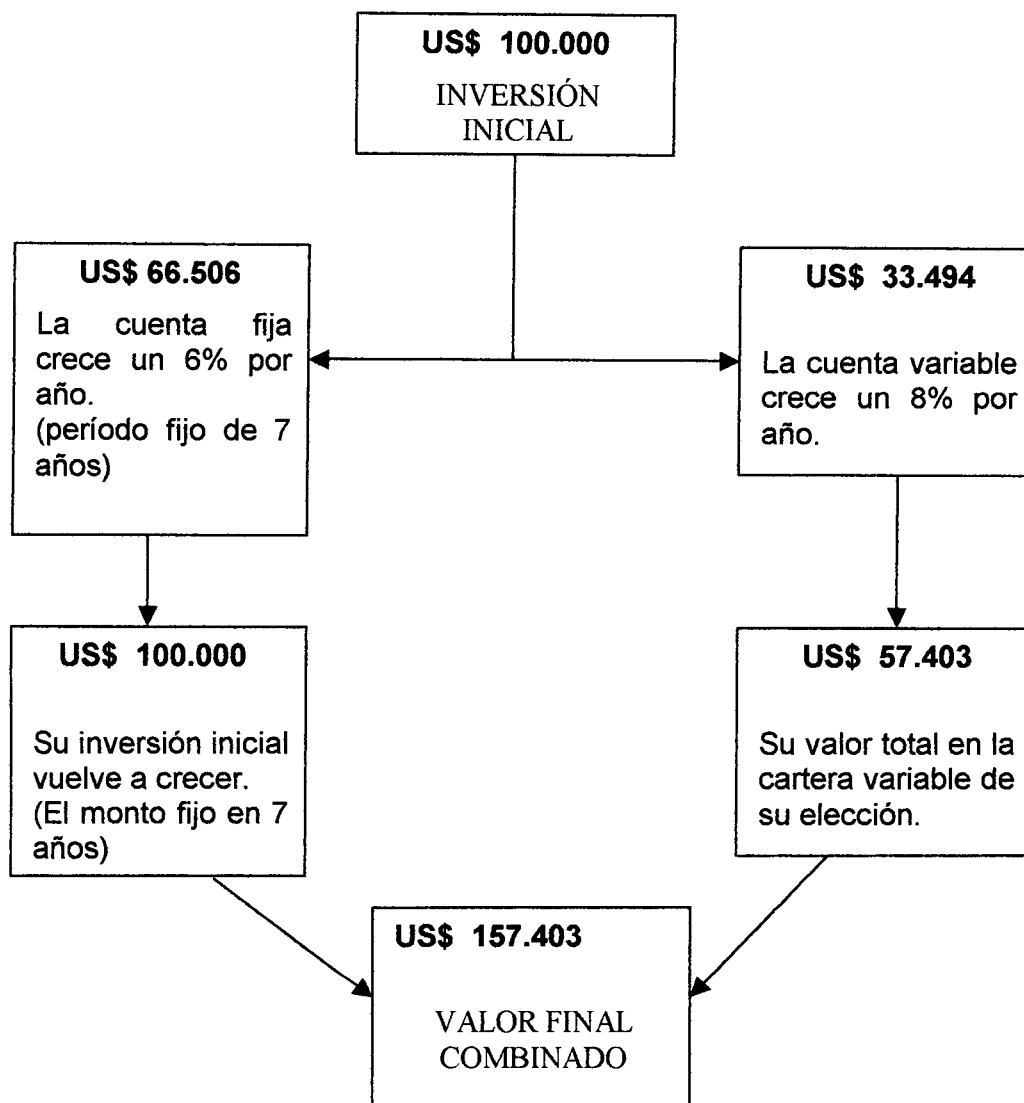 US$ 100.000
INVERSIÓN
INICIAL
US$ 66.506
La cuenta fija
crece un 6% por
año.
(período fijo de 7
años)
US$ 33.494
La cuenta variable
crece un 8% por
año.
US$ 100.000
Su inversión inicial
vuelve a crecer.
(El monto fijo en 7
años)
US$ 57.403
Su valor total en la
cartera variable de
su elección.
US$ 157.403
VALOR FINAL
COMBINADO